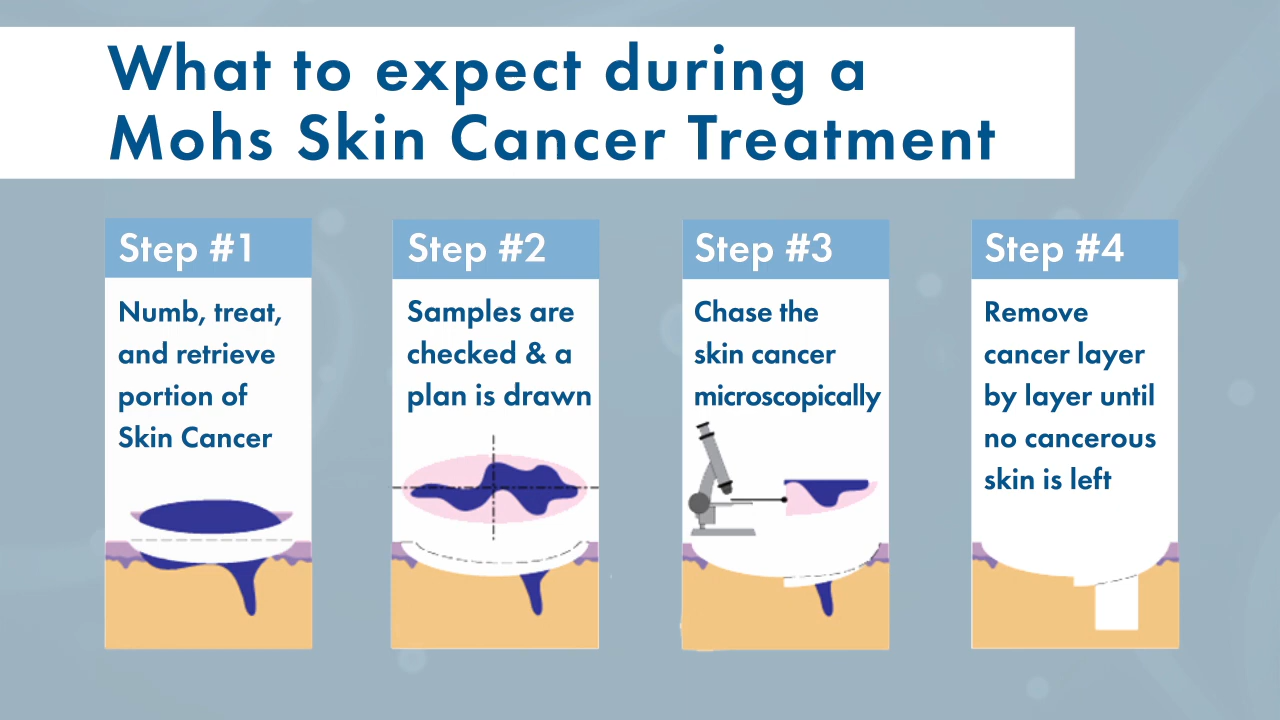 What to expect during a
Mohs Skin Cancer Treatment
Step #1
Numb, treat,
and retrieve
portion of
Skin Cancer
Step #2
Samples are
checked & a
plan is drawn
Step #3
Chase the
skin cancer
microscopically
Step #4
Remove
cancer layer
by layer until
no cancerous
skin is left